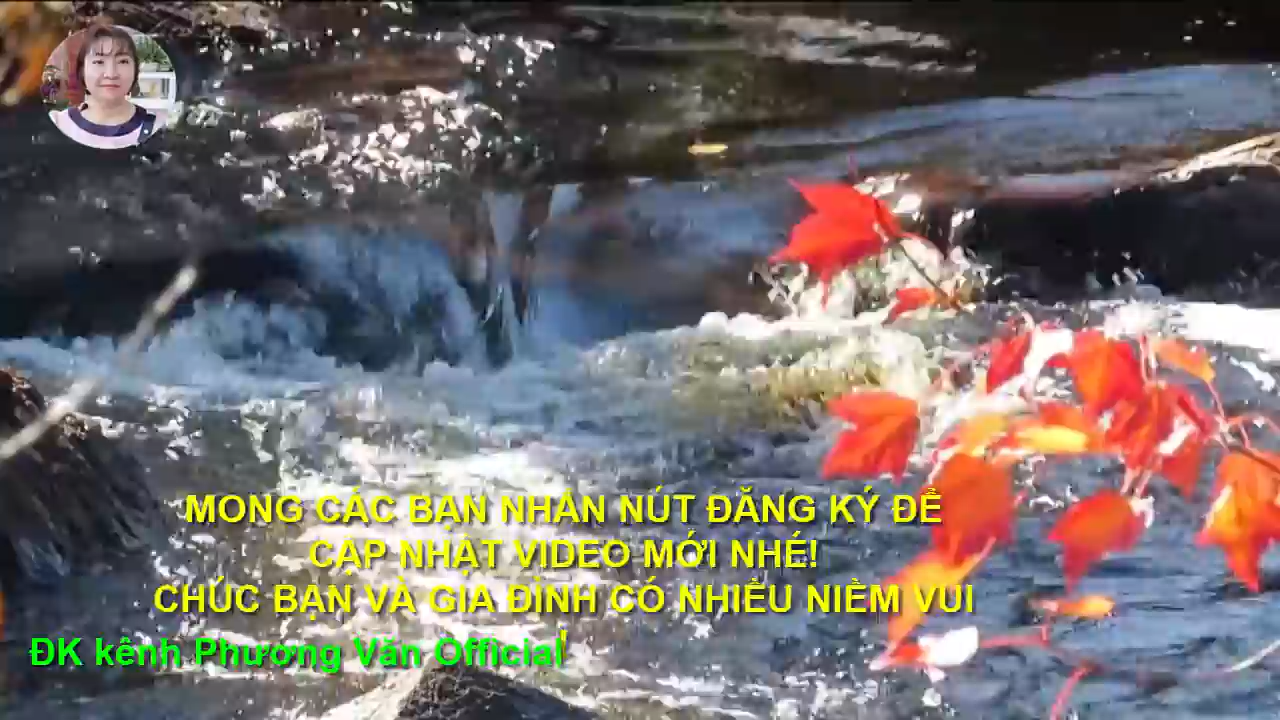 MONG CÁC BẠN NHẤN NÚT ĐĂNG KÝ ĐỂ
CẬP NHẬT VIDEO MỚI NHÉ!
CHÚC BẠN VÀ GIA ĐÌNH CÓ NHIỀU NIỀM VUI
!
ĐK kênh Phương Văn Official